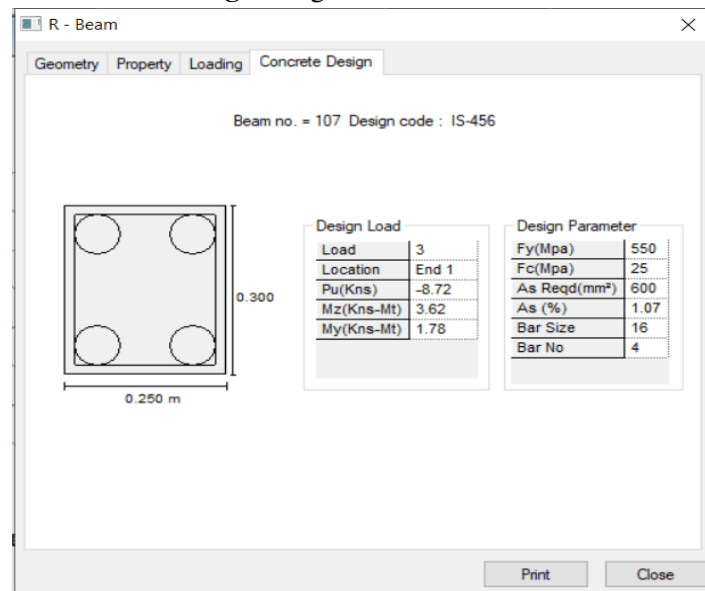 R - Beam
Geometry Property Loading Concrete Design
Beam no. = 107 Design code : IS-456
0.300
0.250 m
Design Load
Load 3
Location End 1
Pu(Kns) -8.72
Mz(Kns-Mt) 3.62
My(Kns-Mt) 1.78
Design Parameter
Fy(Mpa) 550
Fc(Mpa) 25
As Reqd(mm²) 600
As (%) 1.07
Bar Size 16
Bar No 4
Print Close